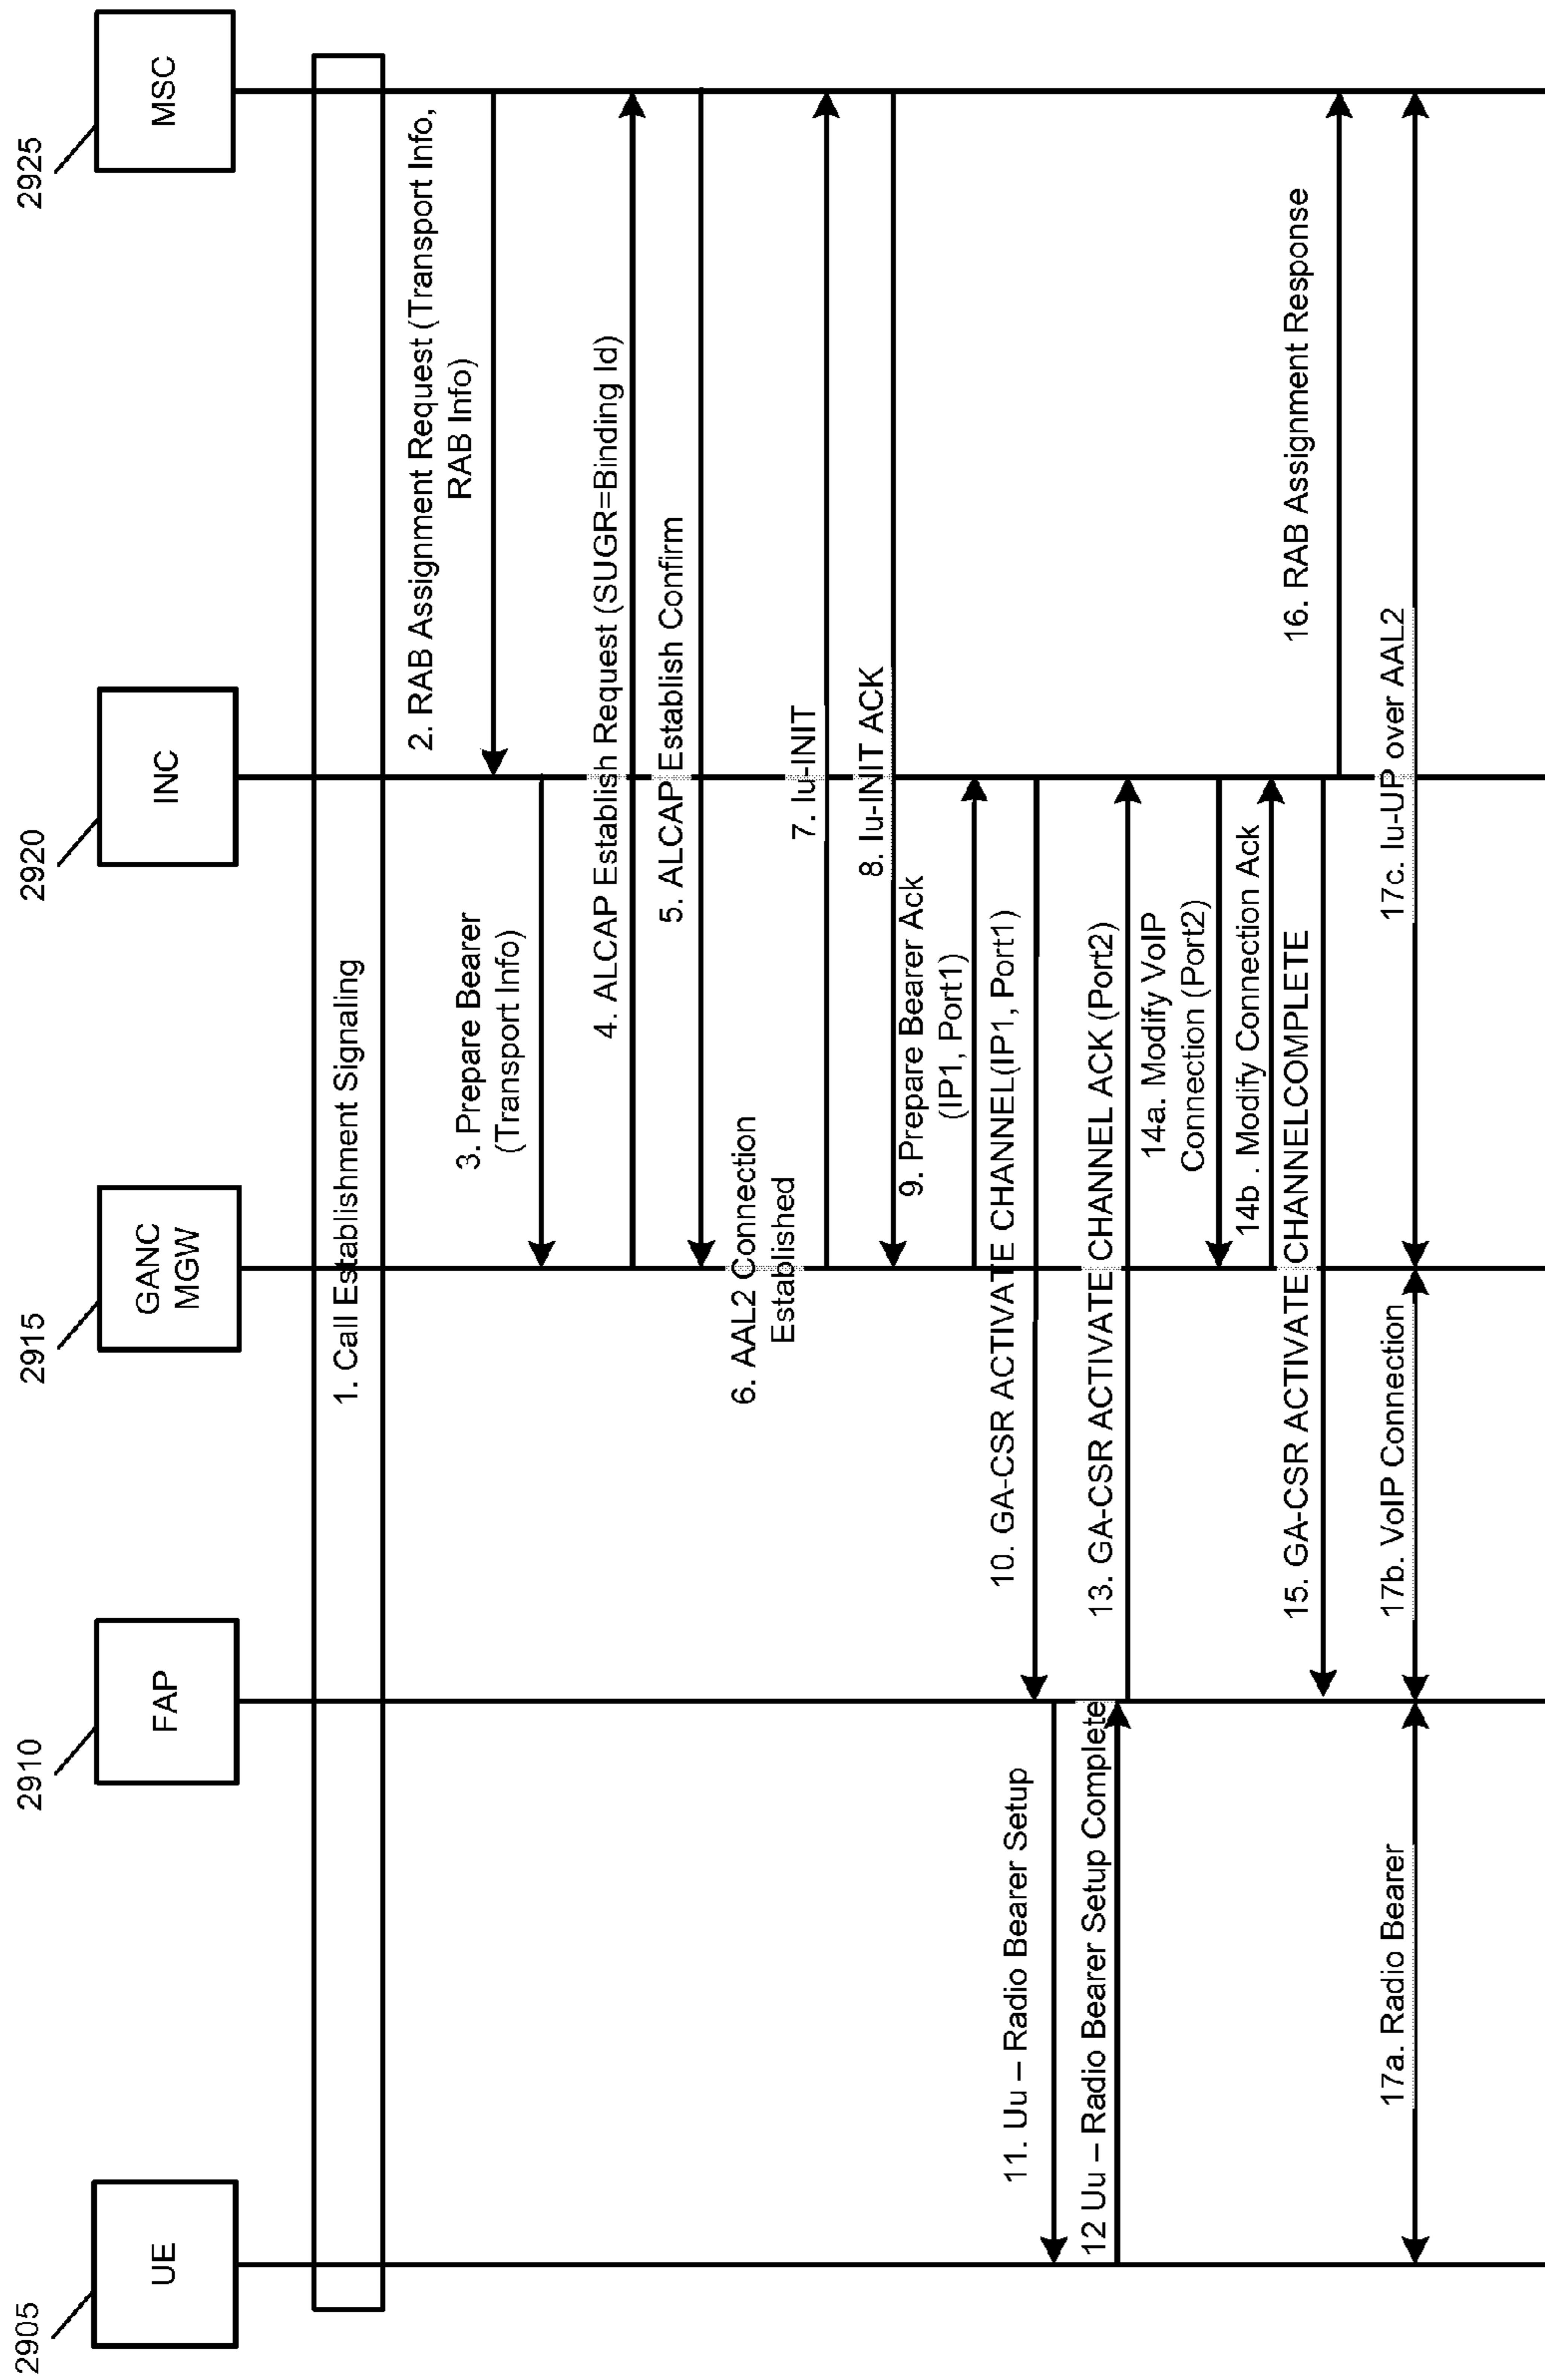 2905
2910
2915
2920
2925
UE
FAP
GANC
MGW
INC
MSC
1. Call Establishment Signaling
2. RAB Assignment Request (Transport Info,
RAB Info)
3. Prepare Bearer
(Transport Info)
4. ALCAP Establish Request (SUGR=Binding Id)
5. ALCAP Establish Confirm
6. AAL2 Connection
Established
7. Iu-INIT
8. Iu-INIT ACK
9. Prepare Bearer Ack
(IP1, Port1)
10. GA-CSR ACTIVATE CHANNEL(IP1, Port1)
11. Uu – Radio Bearer Setup
12 Uu – Radio Bearer Setup Complete
13. GA-CSR ACTIVATE CHANNEL ACK (Port2)
14a. Modify VoIP
Connection (Port2)
14b . Modify Connection Ack
15. GA-CSR ACTIVATE CHANNELCOMPLETE
16. RAB Assignment Response
17a. Radio Bearer
17b. VoIP Connection
17c. Iu-UP over AAL2